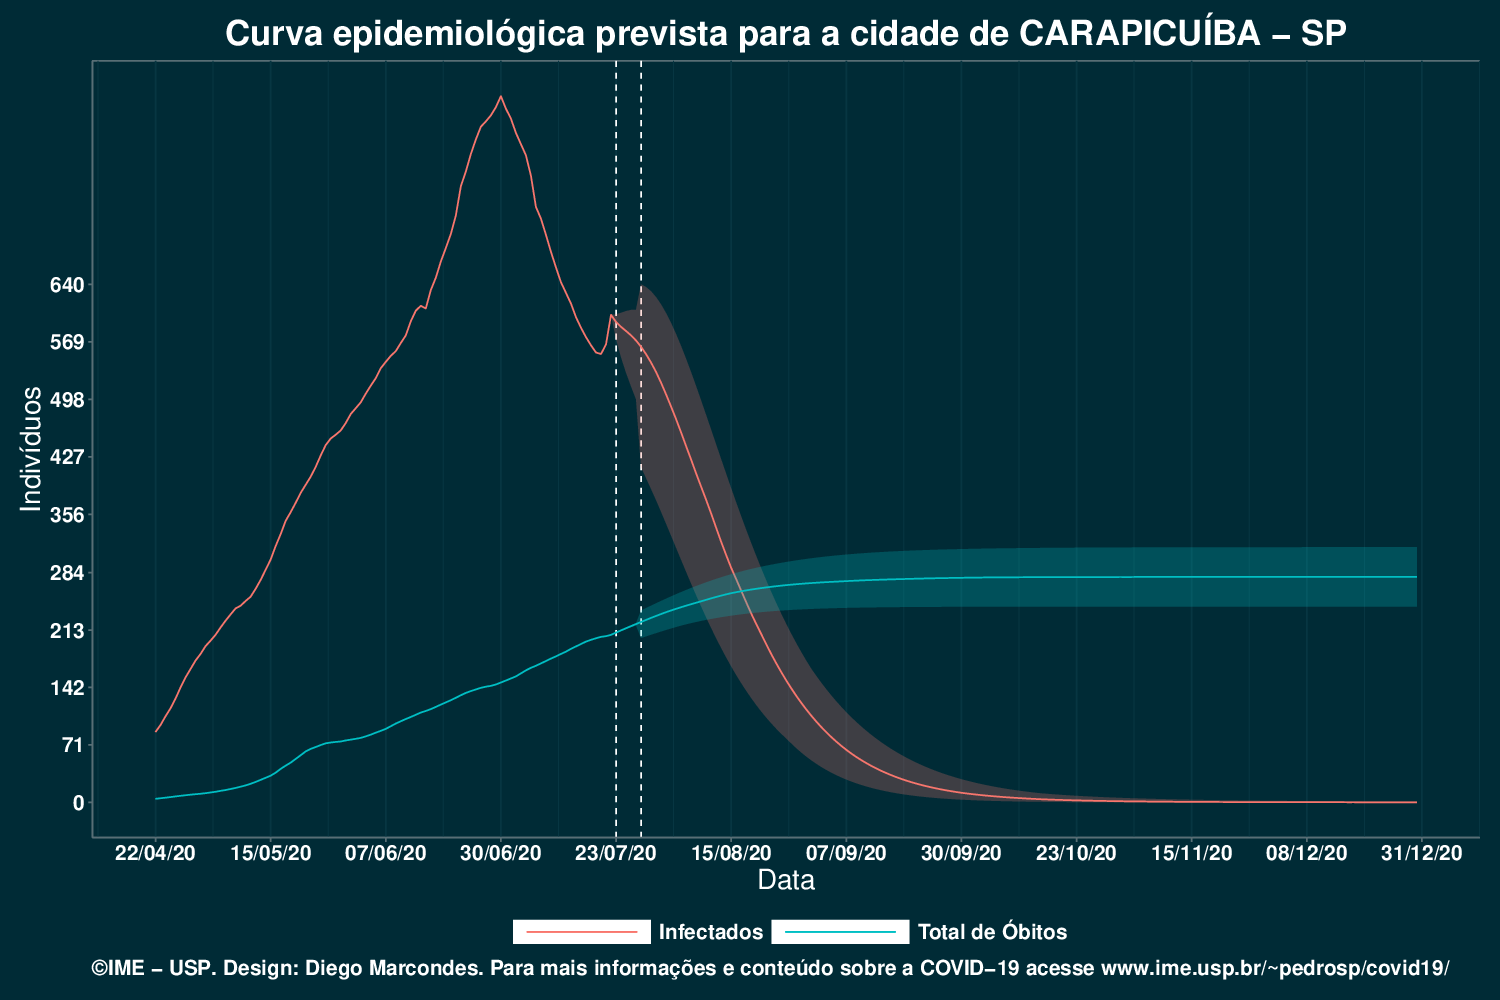 Curva epidemiológica prevista para a cidade de CARAPICUÍBA – SP
Indivíduos
640
569
498
427
356
284
213
142
71
0
22/04/20 15/05/20 07/06/20 30/06/20 23/07/20 15/08/20 07/09/20 30/09/20 23/10/20 15/11/20 08/12/20 31/12/20
Data
Infectados Total de Óbitos
©IME – USP. Design: Diego Marcondes. Para mais informações e conteúdo sobre a COVID–19 acesse www.ime.usp.br/~pedrosp/covid19/